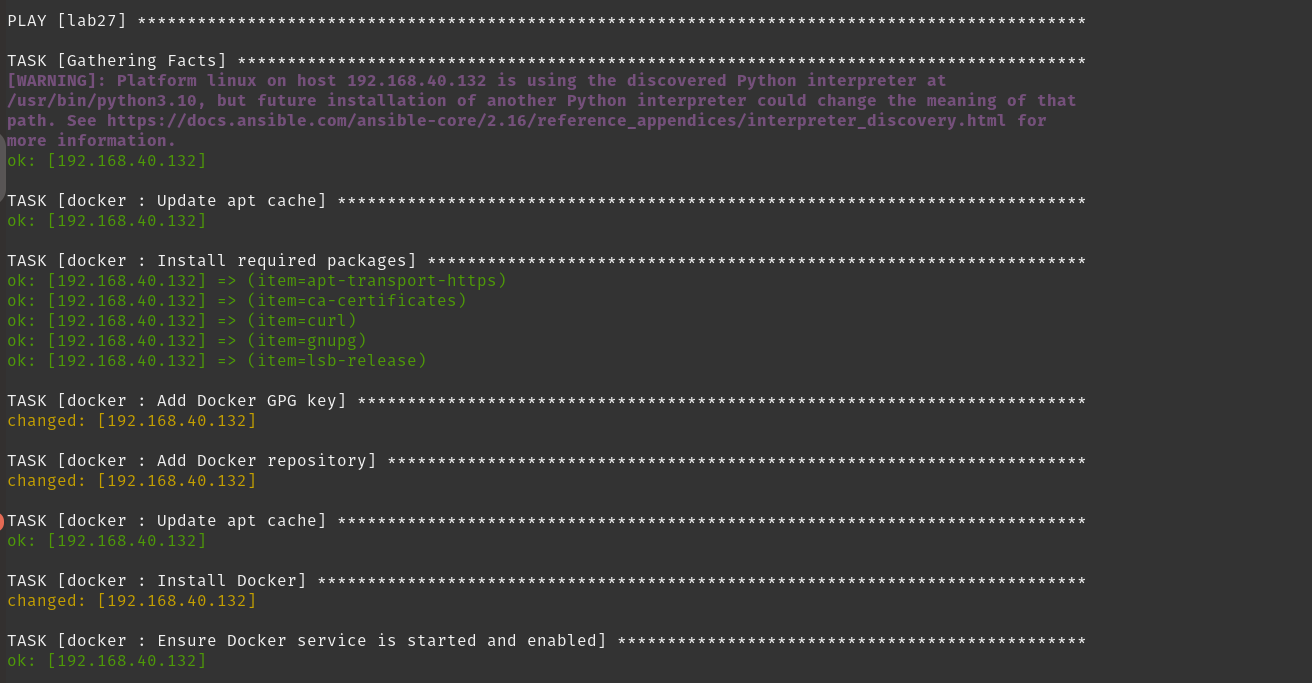 PLAY [lab27] ***********************************************************************************************
TASK [Gathering Facts] *************************************************************************************
[WARNING]: Platform linux on host 192.168.40.132 is using the discovered Python interpreter at
/usr/bin/python3.10, but future installation of another Python interpreter could change the meaning of that
path. See https://docs.ansible.com/ansible-core/2.16/reference_appendices/interpreter_discovery.html for
more information.
ok: [192.168.40.132]
TASK [docker : Update apt cache] ***************************************************************************
ok: [192.168.40.132]
TASK [docker : Install required packages] ******************************************************************
ok: [192.168.40.132] => (item=apt-transport-https)
ok: [192.168.40.132] => (item=ca-certificates)
ok: [192.168.40.132] => (item=curl)
ok: [192.168.40.132] => (item=gnupg)
ok: [192.168.40.132] => (item=lsb-release)
TASK [docker : Add Docker GPG key] *************************************************************************
changed: [192.168.40.132]
TASK [docker : Add Docker repository] **********************************************************************
changed: [192.168.40.132]
TASK [docker : Update apt cache] ***************************************************************************
ok: [192.168.40.132]
TASK [docker : Install Docker] *****************************************************************************
changed: [192.168.40.132]
TASK [docker : Ensure Docker service is started and enabled] ***********************************************
ok: [192.168.40.132]